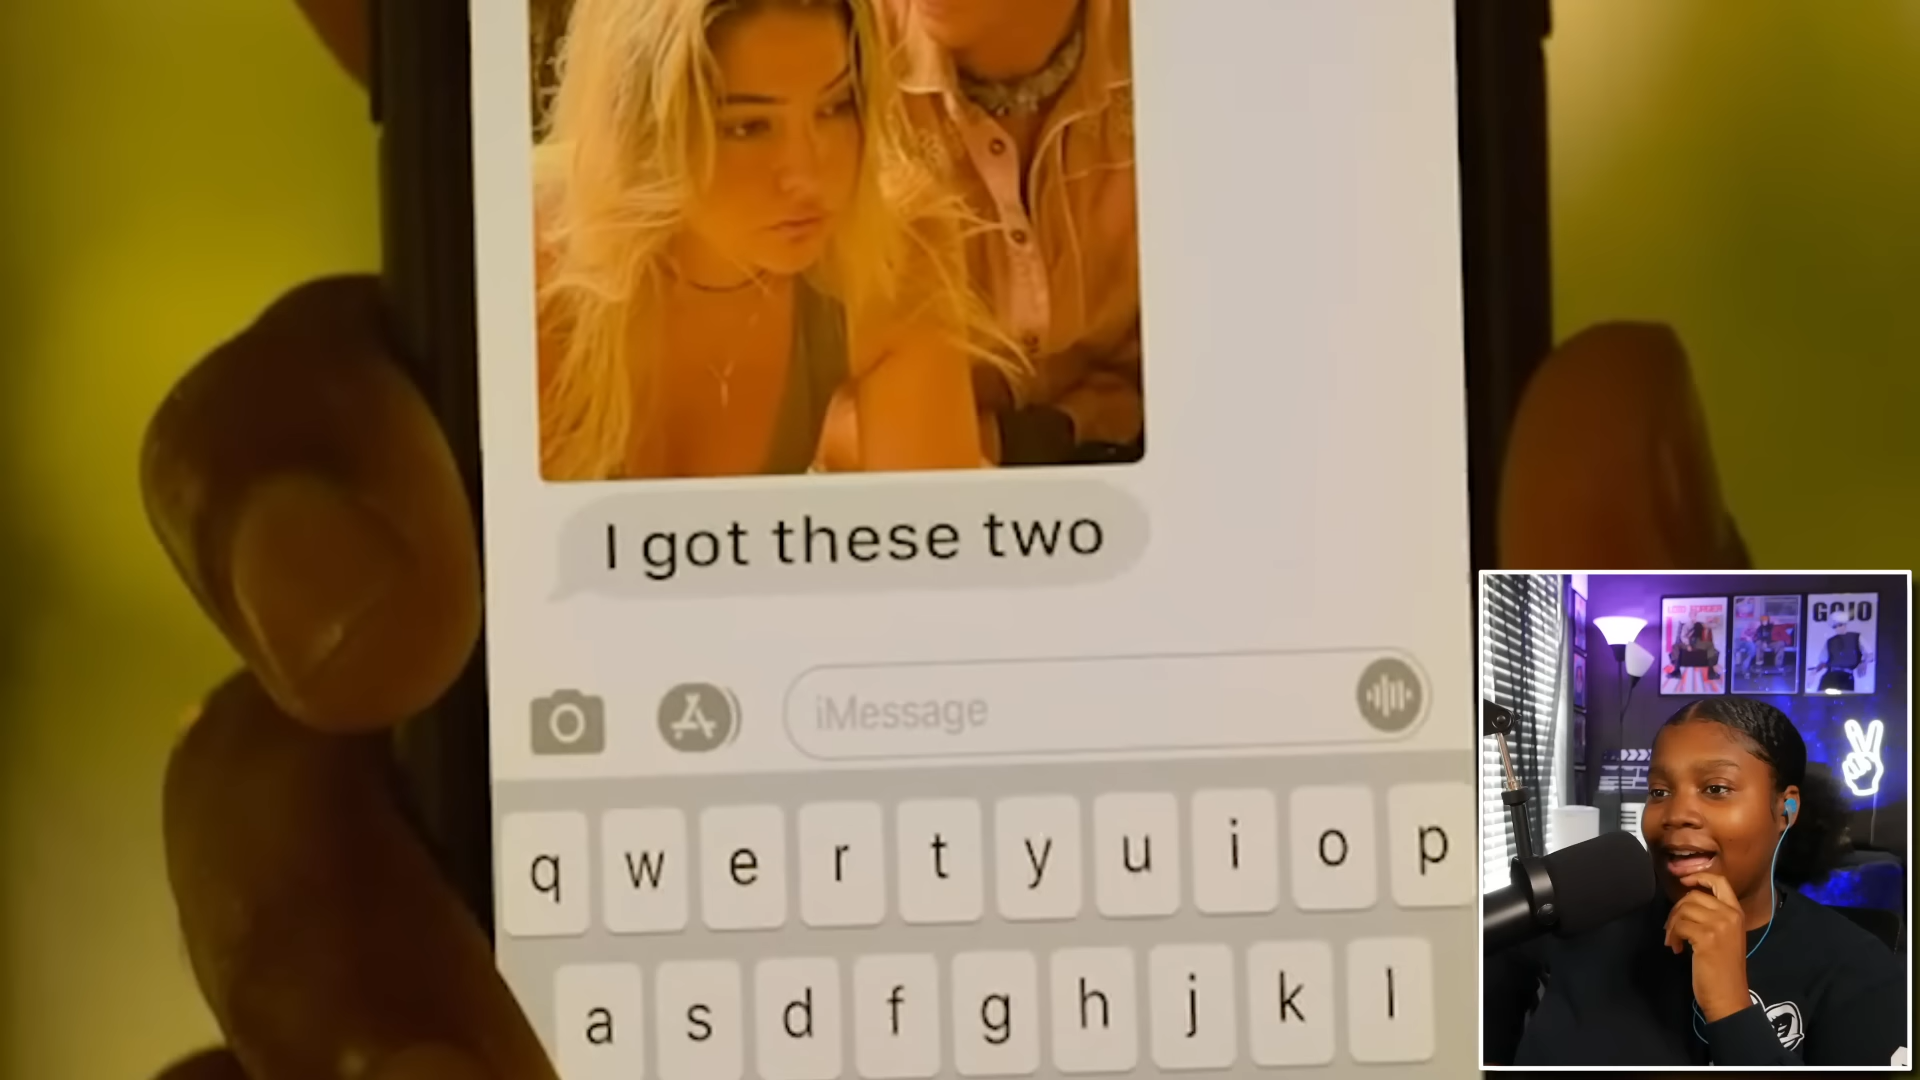 I got these two
iMessage
q w e r t y u i o p
a s d f g h j k l
GOJO